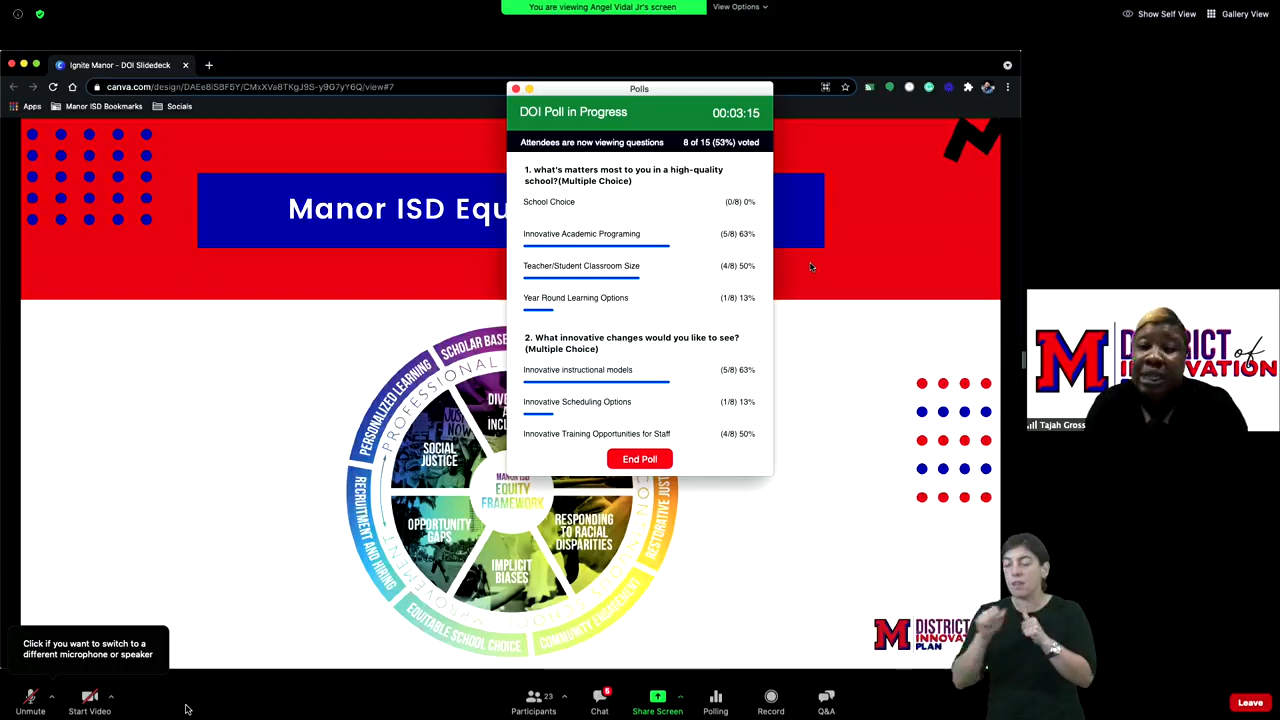 You are viewing Angel Vidal Jr's screen
View Options
Show Self View
Gallery View
Ignite Manor - DOI Slidedeck
canva.com/design/DAEe8iSBF5Y/CMxXVa8TKgJ9S-y9G7yY6Q/view#7
Apps
Manor ISD Bookmarks
Socials
Polls
DOI Poll in Progress
00:03:15
Attendees are now viewing questions
8 of 15 (53%) voted
1. what's matters most to you in a high-quality
school?(Multiple Choice)
School Choice (0/8) 0%
Innovative Academic Programing (5/8) 63%
Teacher/Student Classroom Size (4/8) 50%
Year Round Learning Options (1/8) 13%
2. What innovative changes would you like to see?
(Multiple Choice)
Innovative instructional models (5/8) 63%
Innovative Scheduling Options (1/8) 13%
Innovative Training Opportunities for Staff (4/8) 50%
End Poll
Manor ISD Equ
SCHOLAR BASE
PERSONALIZED LEARNING
PROFESSIONAL
SOCIAL
JUSTICE
MANOR ISD
EQUITY
FRAMEWORK
OPPORTUNITY
GAPS
RESPONDING
TO RACIAL
DISPARITIES
IMPLICIT
BIASES
RECRUITMENT AND HIRING
EQUITABLE SCHOOL CHOICE
COMMUNITY ENGAGEMENT
RESTORATIVE JUST
M
DISTRICT
of
INNOVATION
Tajah Gross
M
DISTRICT
INNOVA
PLAN
Click if you want to switch to a
different microphone or speaker
Unmute
Start Video
23
Participants
6
Chat
Share Screen
Polling
Record
Q&A
Leave